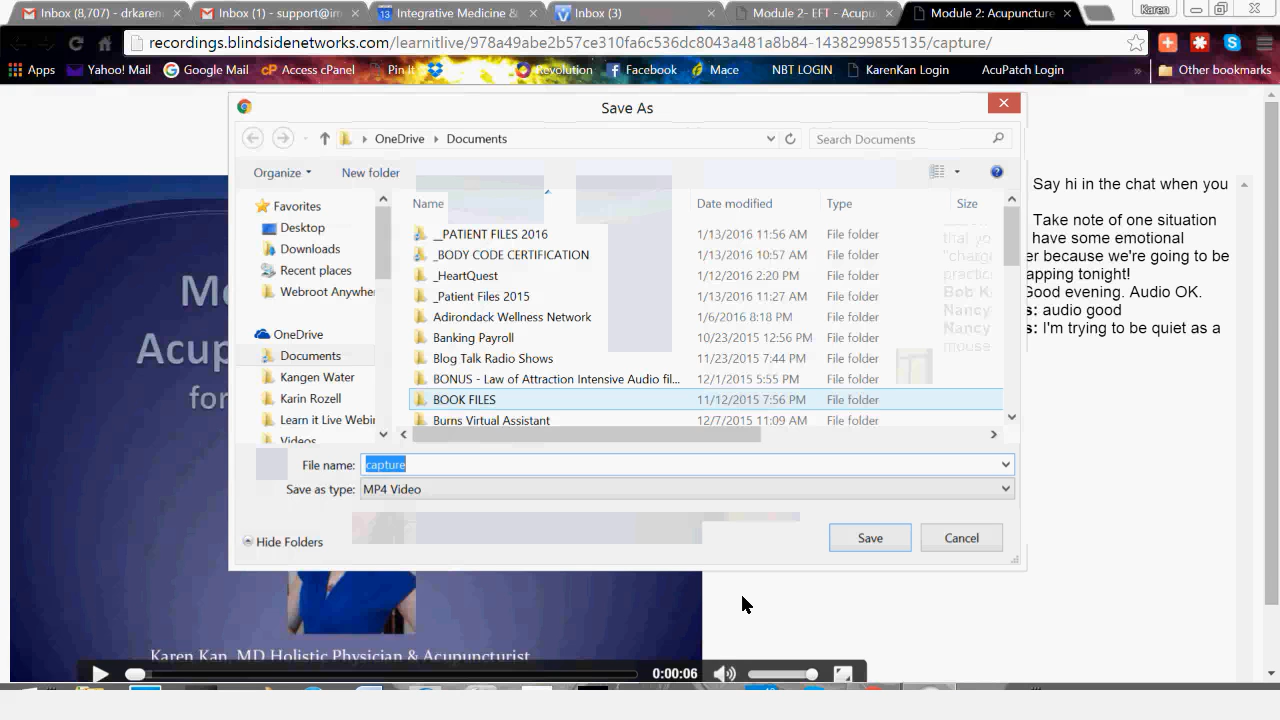 Inbox (8,707) - drkaren
Inbox (1) - support@im
Integrative Medicine &
Inbox (3)
Module 2- EFT - Acupu
Module 2: Acupuncture
Karen
recordings.blindsidenetworks.com/learnitlive/978a49abe2b57ce310fa6c536dc8043a481a8b84-1438299855135/capture/
Apps
Yahoo! Mail
Google Mail
cP Access cPanel
Pin It
Revolution
Facebook
Mace
NBT LOGIN
KarenKan Login
AcuPatch Login
»
Other bookmarks
Save As
OneDrive
Documents
Search Documents
Organize
New folder
Name
Date modified
Type
Size
Favorites
Desktop
Downloads
Recent places
Webroot Anywhe
OneDrive
Documents
Kangen Water
Karin Rozell
Learn it Live Webi
Videos
__PATIENT FILES 2016 1/13/2016 11:56 AM File folder
_BODY CODE CERTIFICATION 1/13/2016 10:57 AM File folder
_HeartQuest 1/12/2016 2:20 PM File folder
_Patient Files 2015 1/13/2016 11:27 AM File folder
Adirondack Wellness Network 1/6/2016 8:18 PM File folder
Banking Payroll 10/23/2015 12:56 PM File folder
Blog Talk Radio Shows 11/23/2015 7:44 PM File folder
BONUS - Law of Attraction Intensive Audio fil... 12/1/2015 5:55 PM File folder
BOOK FILES 11/12/2015 7:56 PM File folder
Burns Virtual Assistant 12/7/2015 11:09 AM File folder
File name: capture
Save as type: MP4 Video
Hide Folders
Save
Cancel
Say hi in the chat when you
Take note of one situation
that yo have some emotional
"charge er because we're going to be
practic apping tonight!
Bob K Good evening. Audio OK.
Nancy s: audio good
Nancy s: I'm trying to be quiet as a
mouse
Mo
Acup
for
Karen Kan, MD Holistic Physician & Acupuncturist
0:00:06